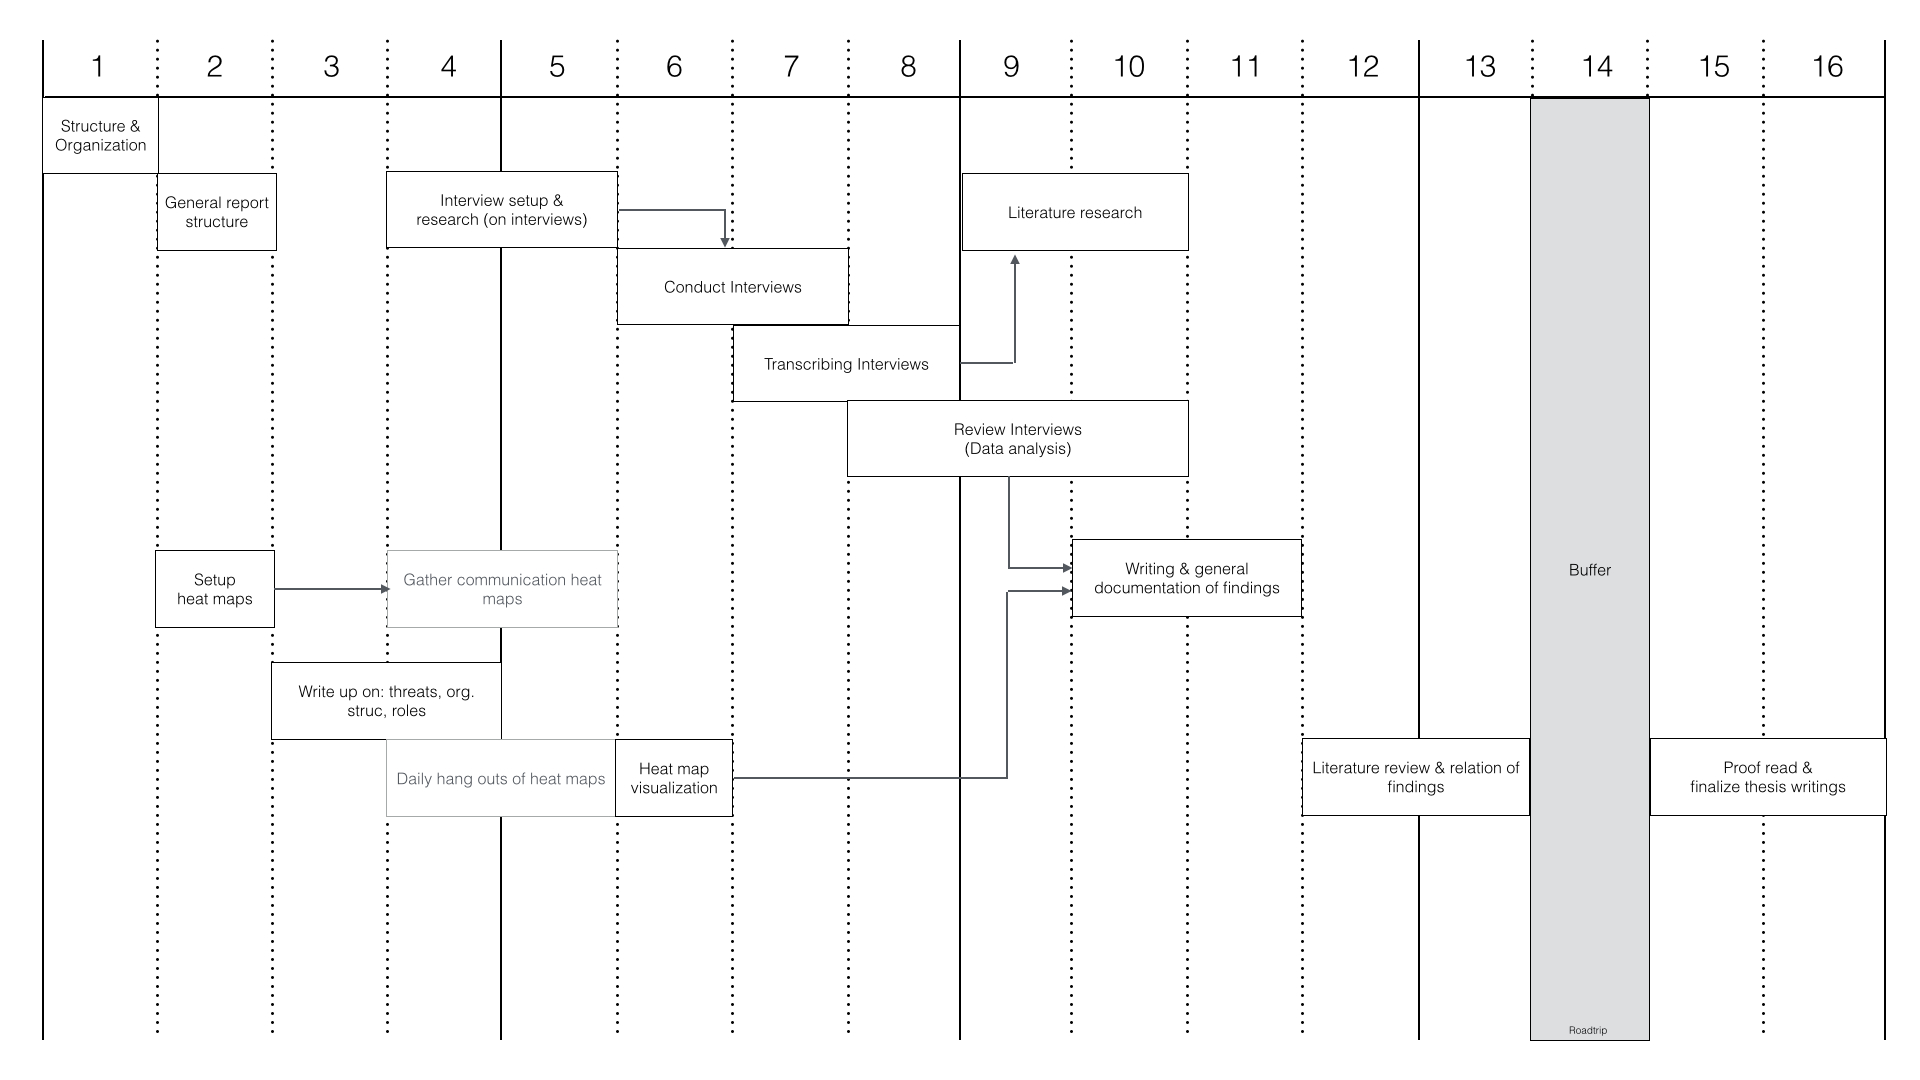 1 2 3 4 5 6 7 8 9 10 11 12 13 14 15 16
Structure &
Organization
General report
structure
Interview setup &
research (on interviews)
Literature research
Conduct Interviews
Transcribing Interviews
Review Interviews
(Data analysis)
Setup
heat maps
Gather communication heat
maps
Writing & general
documentation of findings
Buffer
Write up on: threats, org.
struc, roles
Daily hang outs of heat maps
Heat map
visualization
Literature review & relation of
findings
Proof read &
finalize thesis writings
Roadtrip